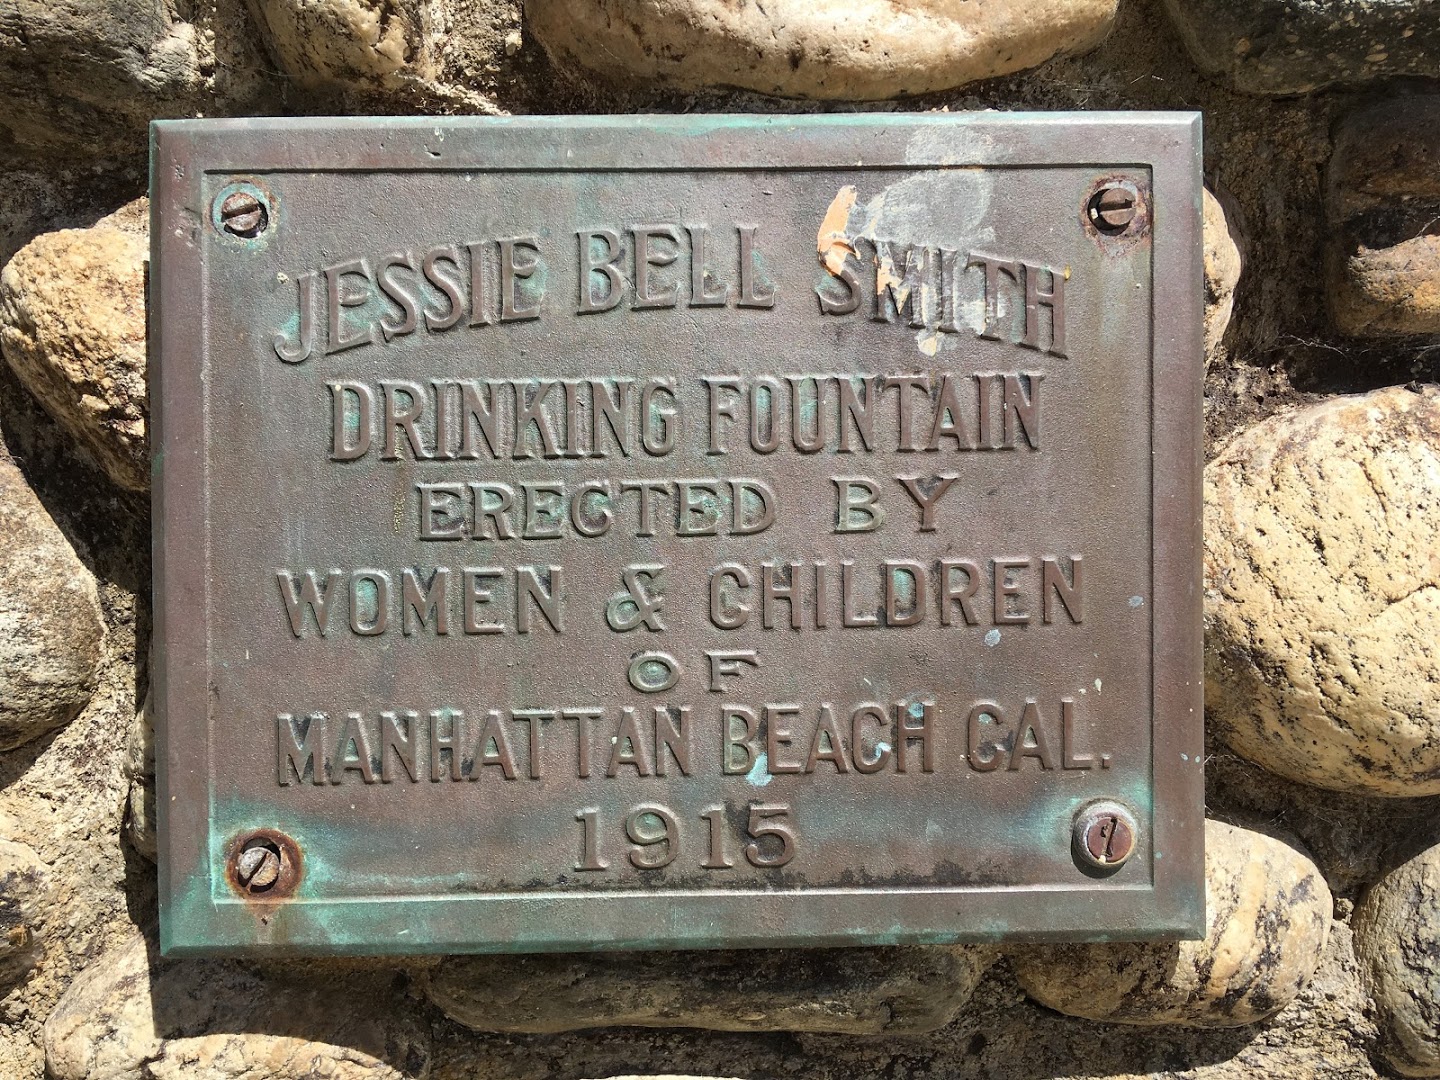 JESSIE BELL SMITH
DRINKING FOUNTAIN
ERECTED BY
WOMEN & CHILDREN
OF
MANHATTAN BEACH CAL.
1915